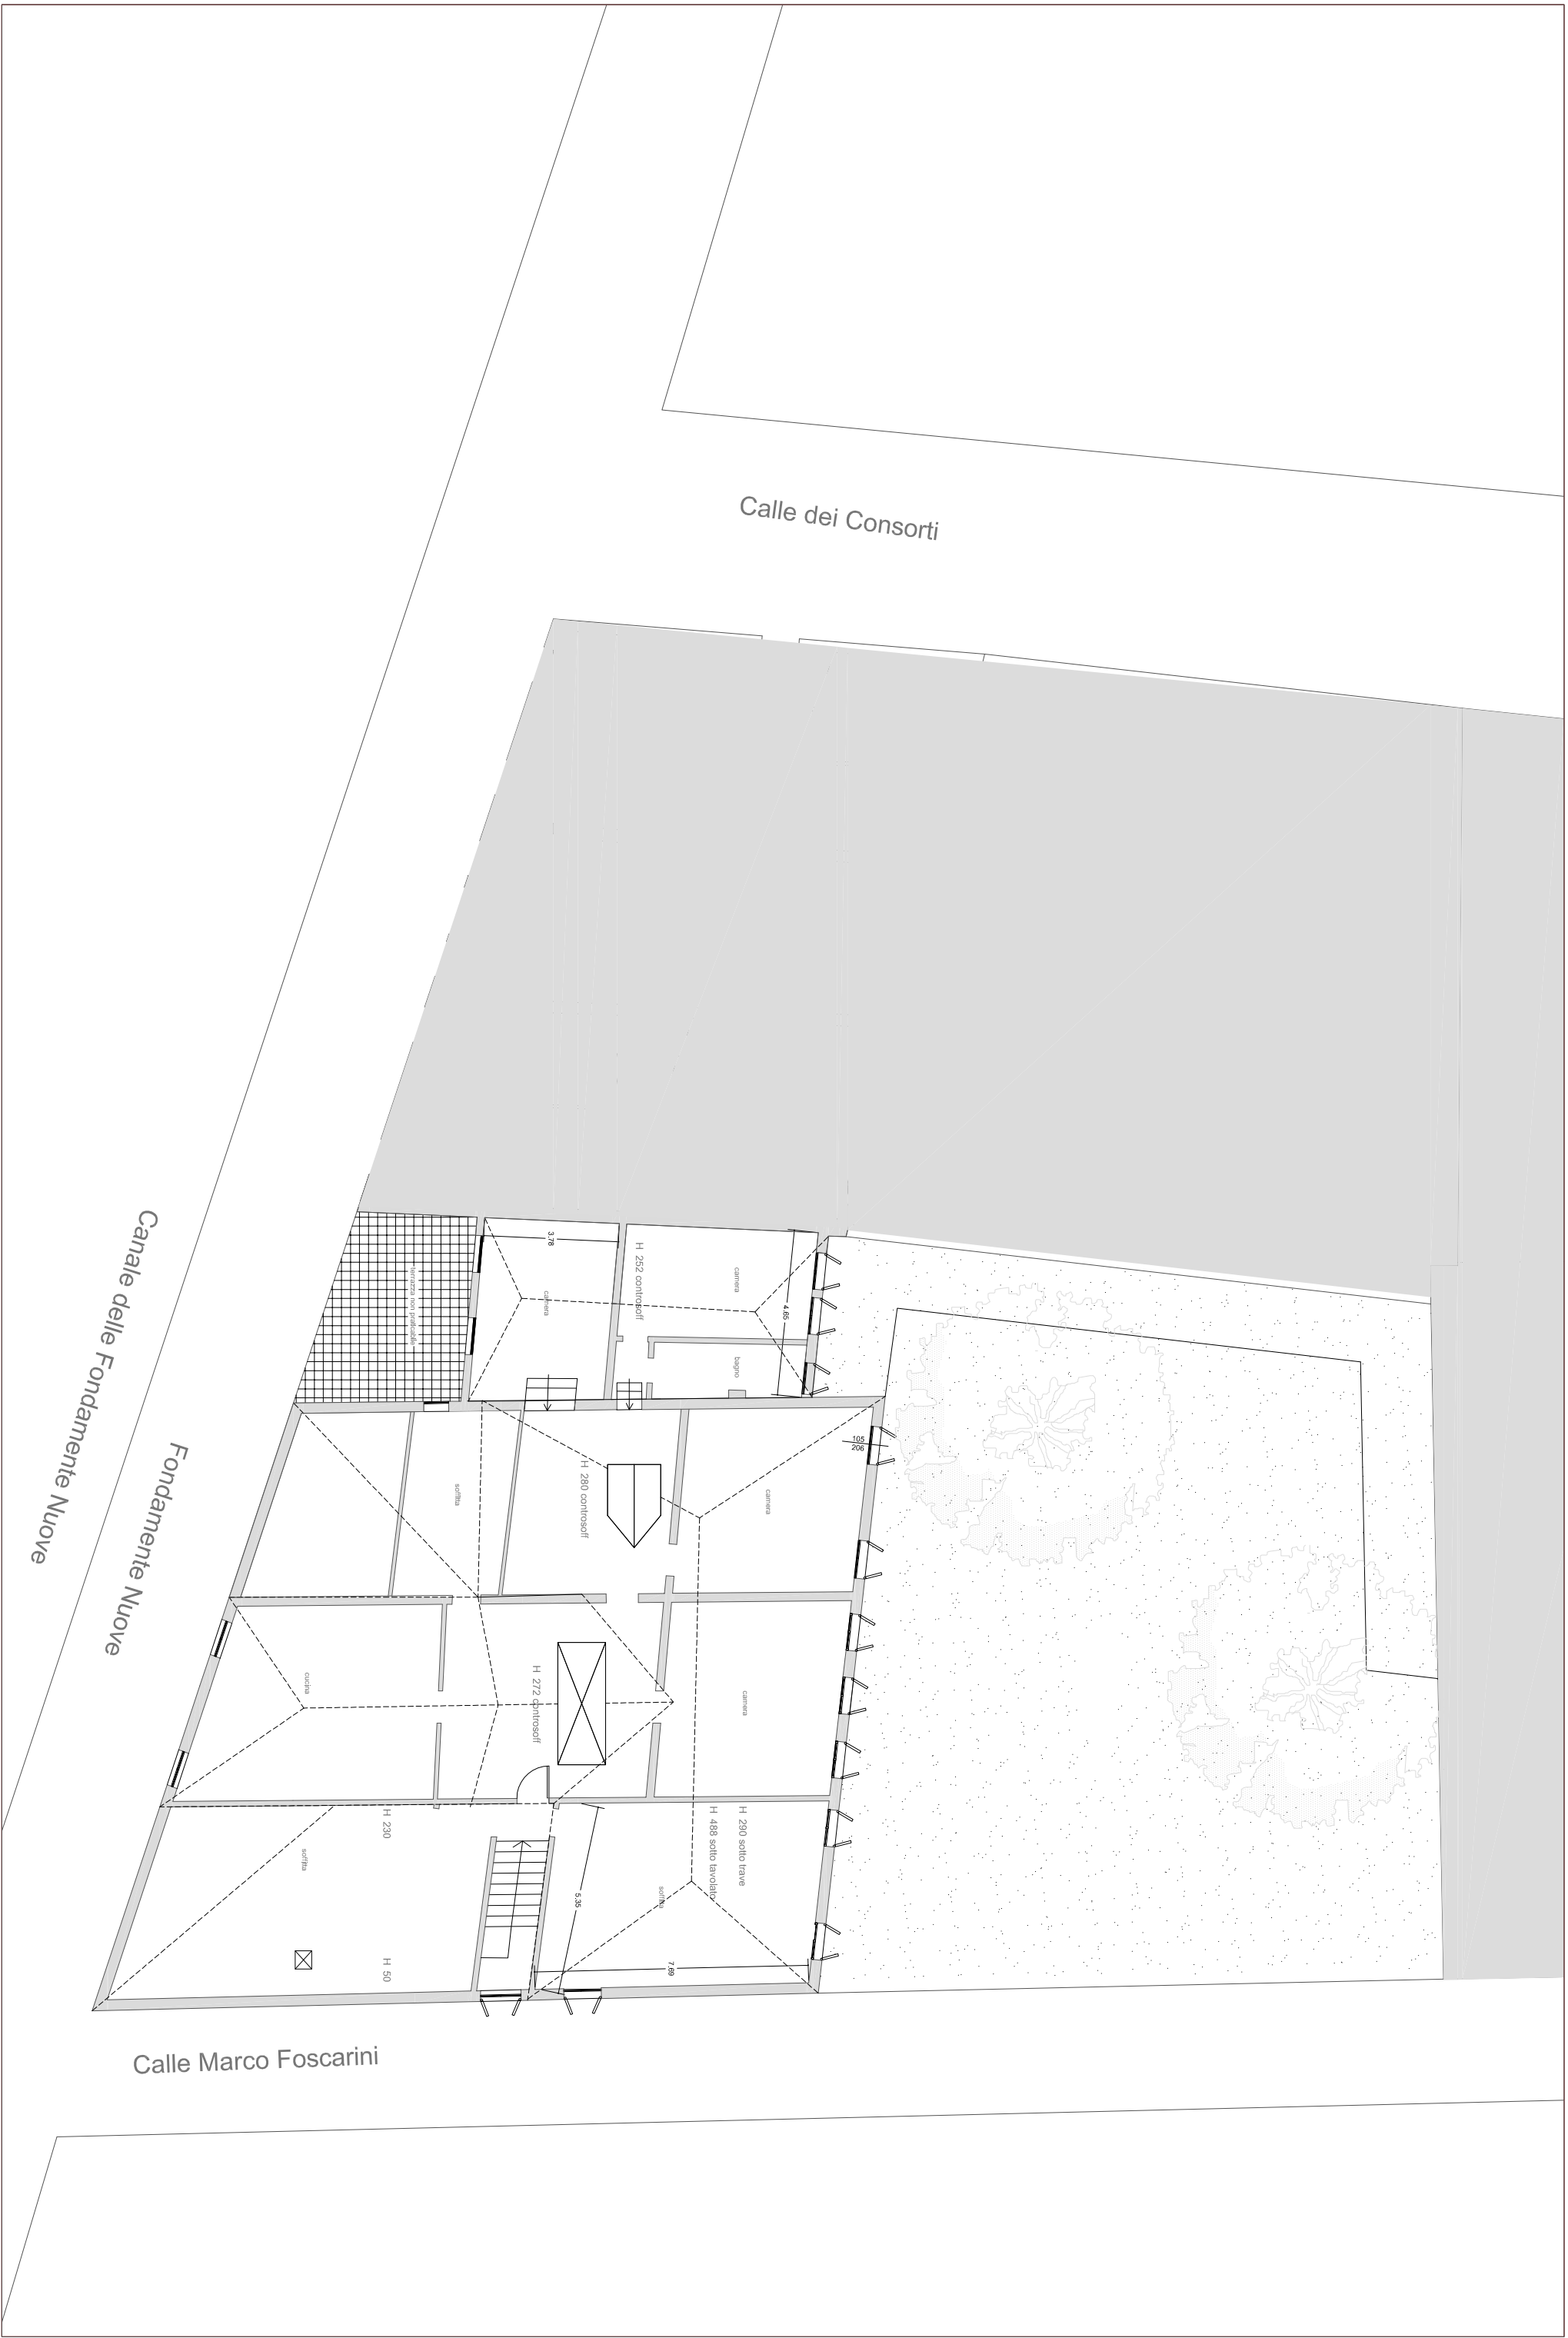 Calle dei Consorti
Canale delle Fondamente Nuove
Fondamente Nuove
terrazza non praticabile
3.78
camera
H 252 controsoff
camera
4.65
bagno
105
206
soffitta
H 280 controsoff
camera
cucina
H 272 controsoff
camera
H 230
soffitta
H 50
H 290 sotto trave
H 488 sotto tavolato
soffitta
5.35
7.69
Calle Marco Foscarini